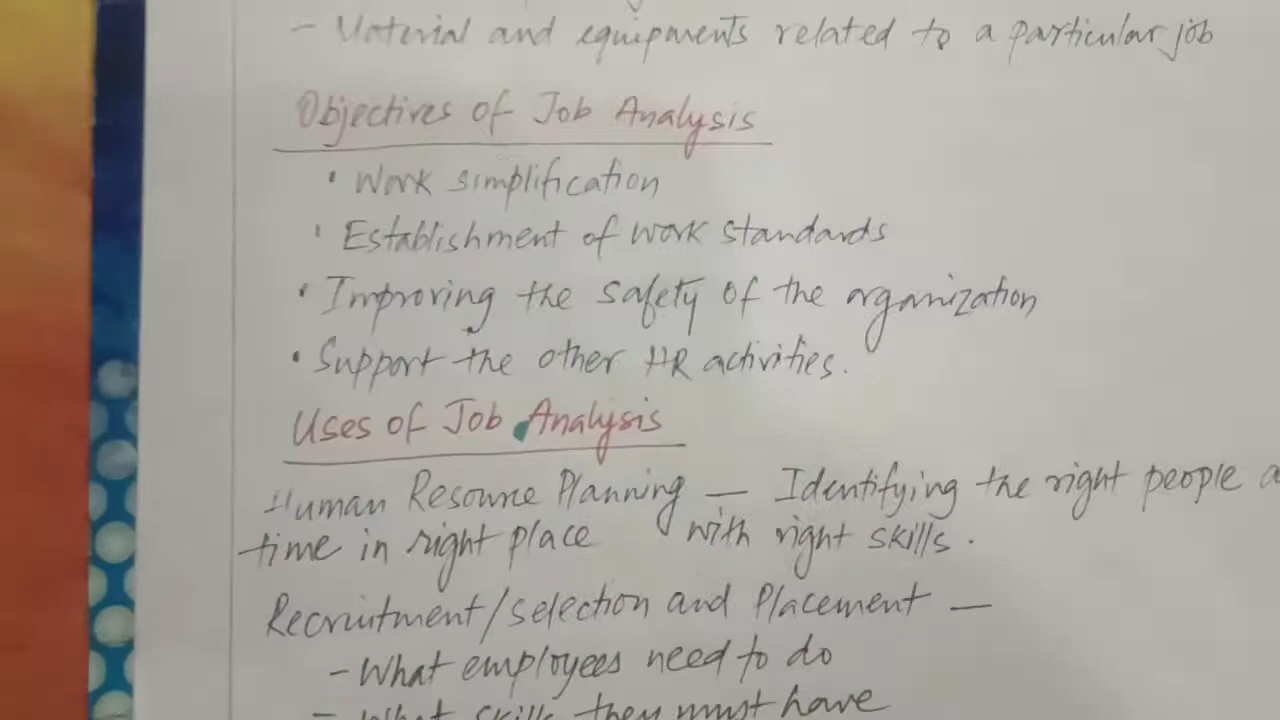 - Material and equipments related to a particular job
Objectives of Job Analysis
• Work simplification
• Establishment of work standards
• Improving the safety of the organization
• Support the other HR activities.
Uses of Job Analysis
Human Resource Planning — Identifying the right people a
time in right place with right skills.
Recruitment/selection and Placement —
- What employees need to do
- What skills they must have